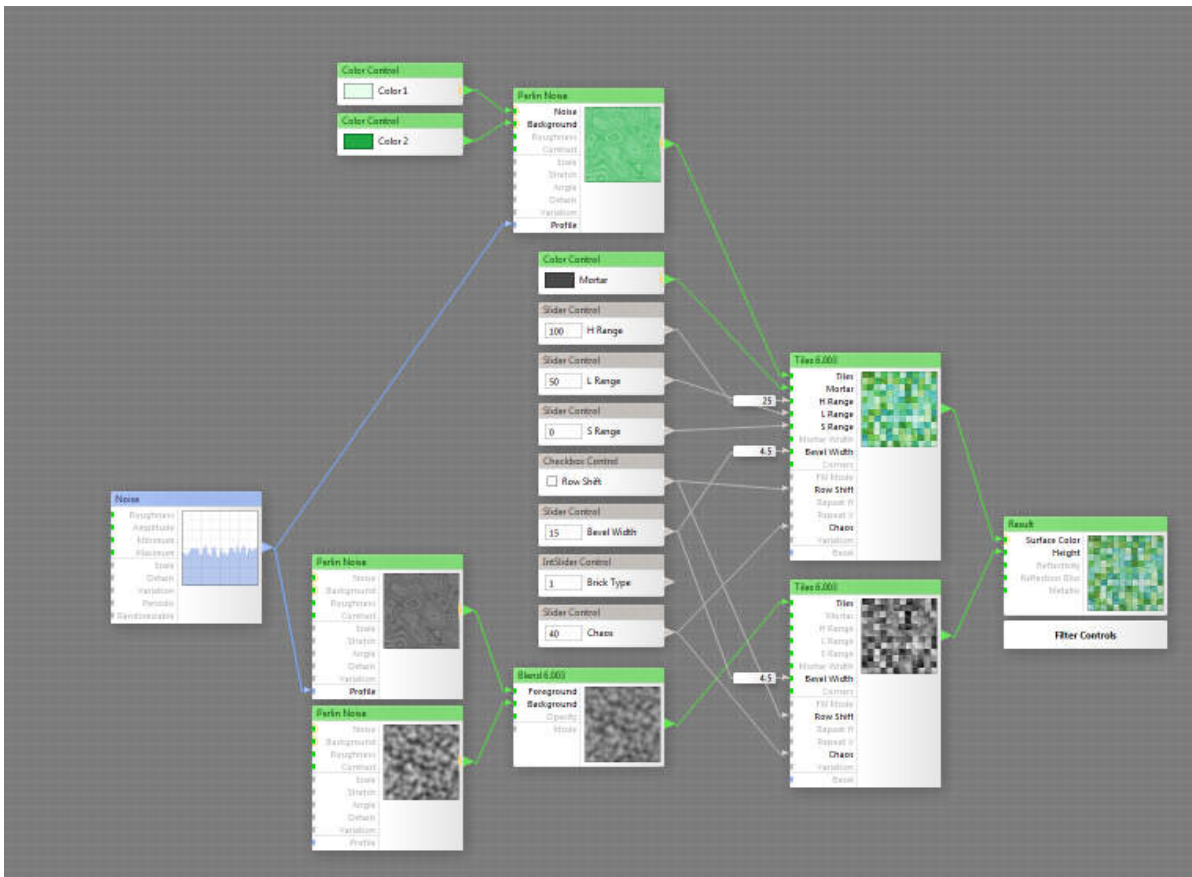 Color Control
Color 1
Color Control
Color 2
Perlin Noise
Noise
Background
Roughness
Contrast
Scale
Stretch
Angle
Detain
Variation
Profile
Color Control
Mortar
Slider Control
100 H Range
Slider Control
50 L Range
Slider Control
0 S Range
Checkbox Control
Row Shift
Slider Control
15 Bevel Width
IntSlider Control
1 Brick Type
Slider Control
40 Chaos
25
4.5
4.5
Tiles 6.003
Tiles
Mortar
H Range
L Range
S Range
Mortar Width
Bevel Width
Corners
Fill Mode
Row Shift
Repeat H
Repeat V
Chaos
Variation
Bevel
Noise
Roughness
Amplitude
Minimum
Maximum
Scale
Detain
Variation
Periodic
Randomizable
Perlin Noise
Noise
Background
Roughness
Contrast
Scale
Stretch
Angle
Detain
Variation
Profile
Perlin Noise
Noise
Background
Roughness
Contrast
Scale
Stretch
Angle
Detain
Variation
Profile
Blend 6.003
Foreground
Background
Opacity
Mode
Tiles 6.003
Tiles
Mortar
H Range
L Range
S Range
Mortar Width
Bevel Width
Corners
Fill Mode
Row Shift
Repeat H
Repeat V
Chaos
Variation
Bevel
Result
Surface Color
Height
Reflectivity
Reflection Blur
Metallic
Filter Controls